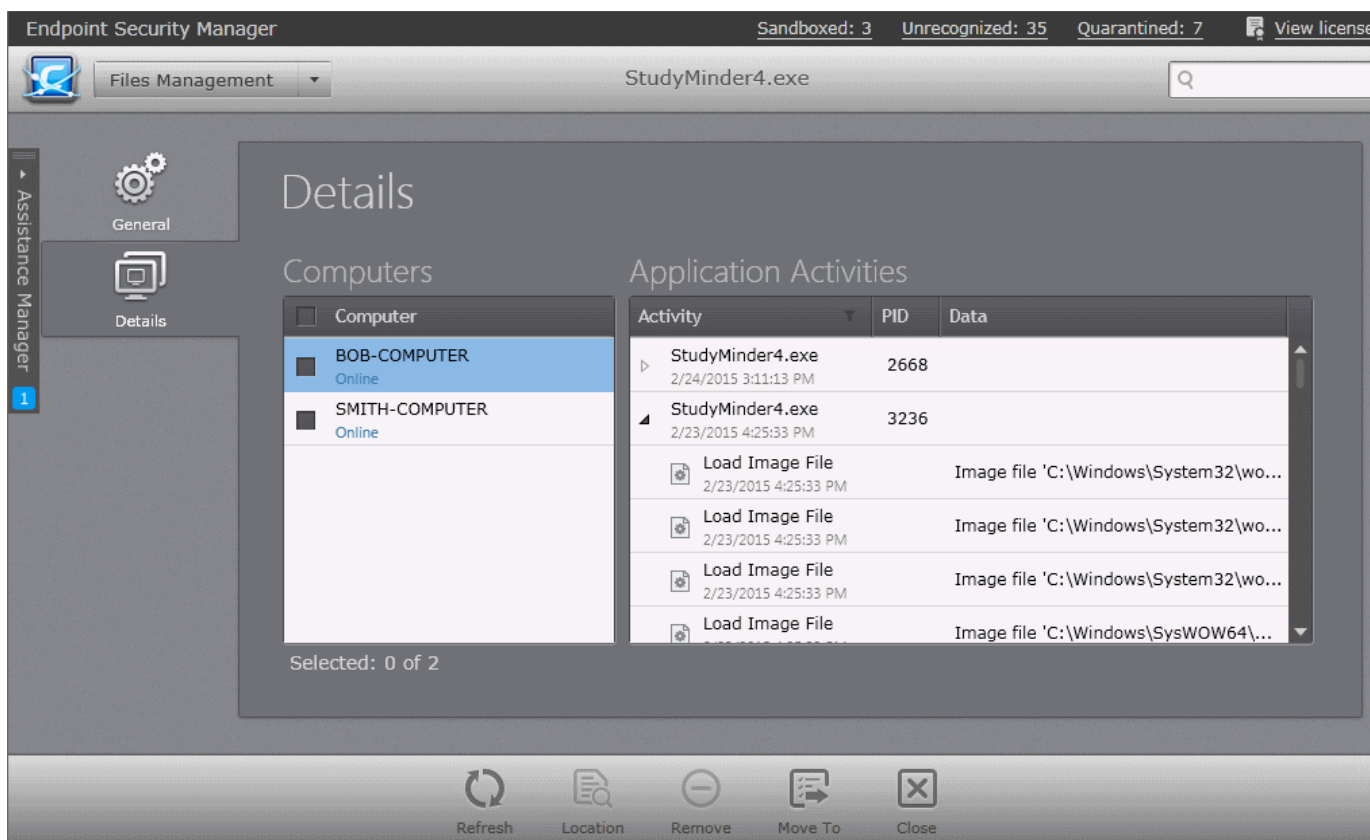 Endpoint Security Manager
Sandboxed: 3
Unrecognized: 35
Quarantined: 7
View license
Files Management
StudyMinder4.exe
Assistance Manager
1
General
Details
Details
Computers
Computer
BOB-COMPUTER
Online
SMITH-COMPUTER
Online
Selected: 0 of 2
Application Activities
Activity PID Data
StudyMinder4.exe 2668
2/24/2015 3:11:13 PM
StudyMinder4.exe 3236
2/23/2015 4:25:33 PM
Load Image File Image file 'C:\Windows\System32\wo...
2/23/2015 4:25:33 PM
Load Image File Image file 'C:\Windows\System32\wo...
2/23/2015 4:25:33 PM
Load Image File Image file 'C:\Windows\System32\wo...
2/23/2015 4:25:33 PM
Load Image File Image file 'C:\Windows\SysWOW64\...
Refresh
Location
Remove
Move To
Close